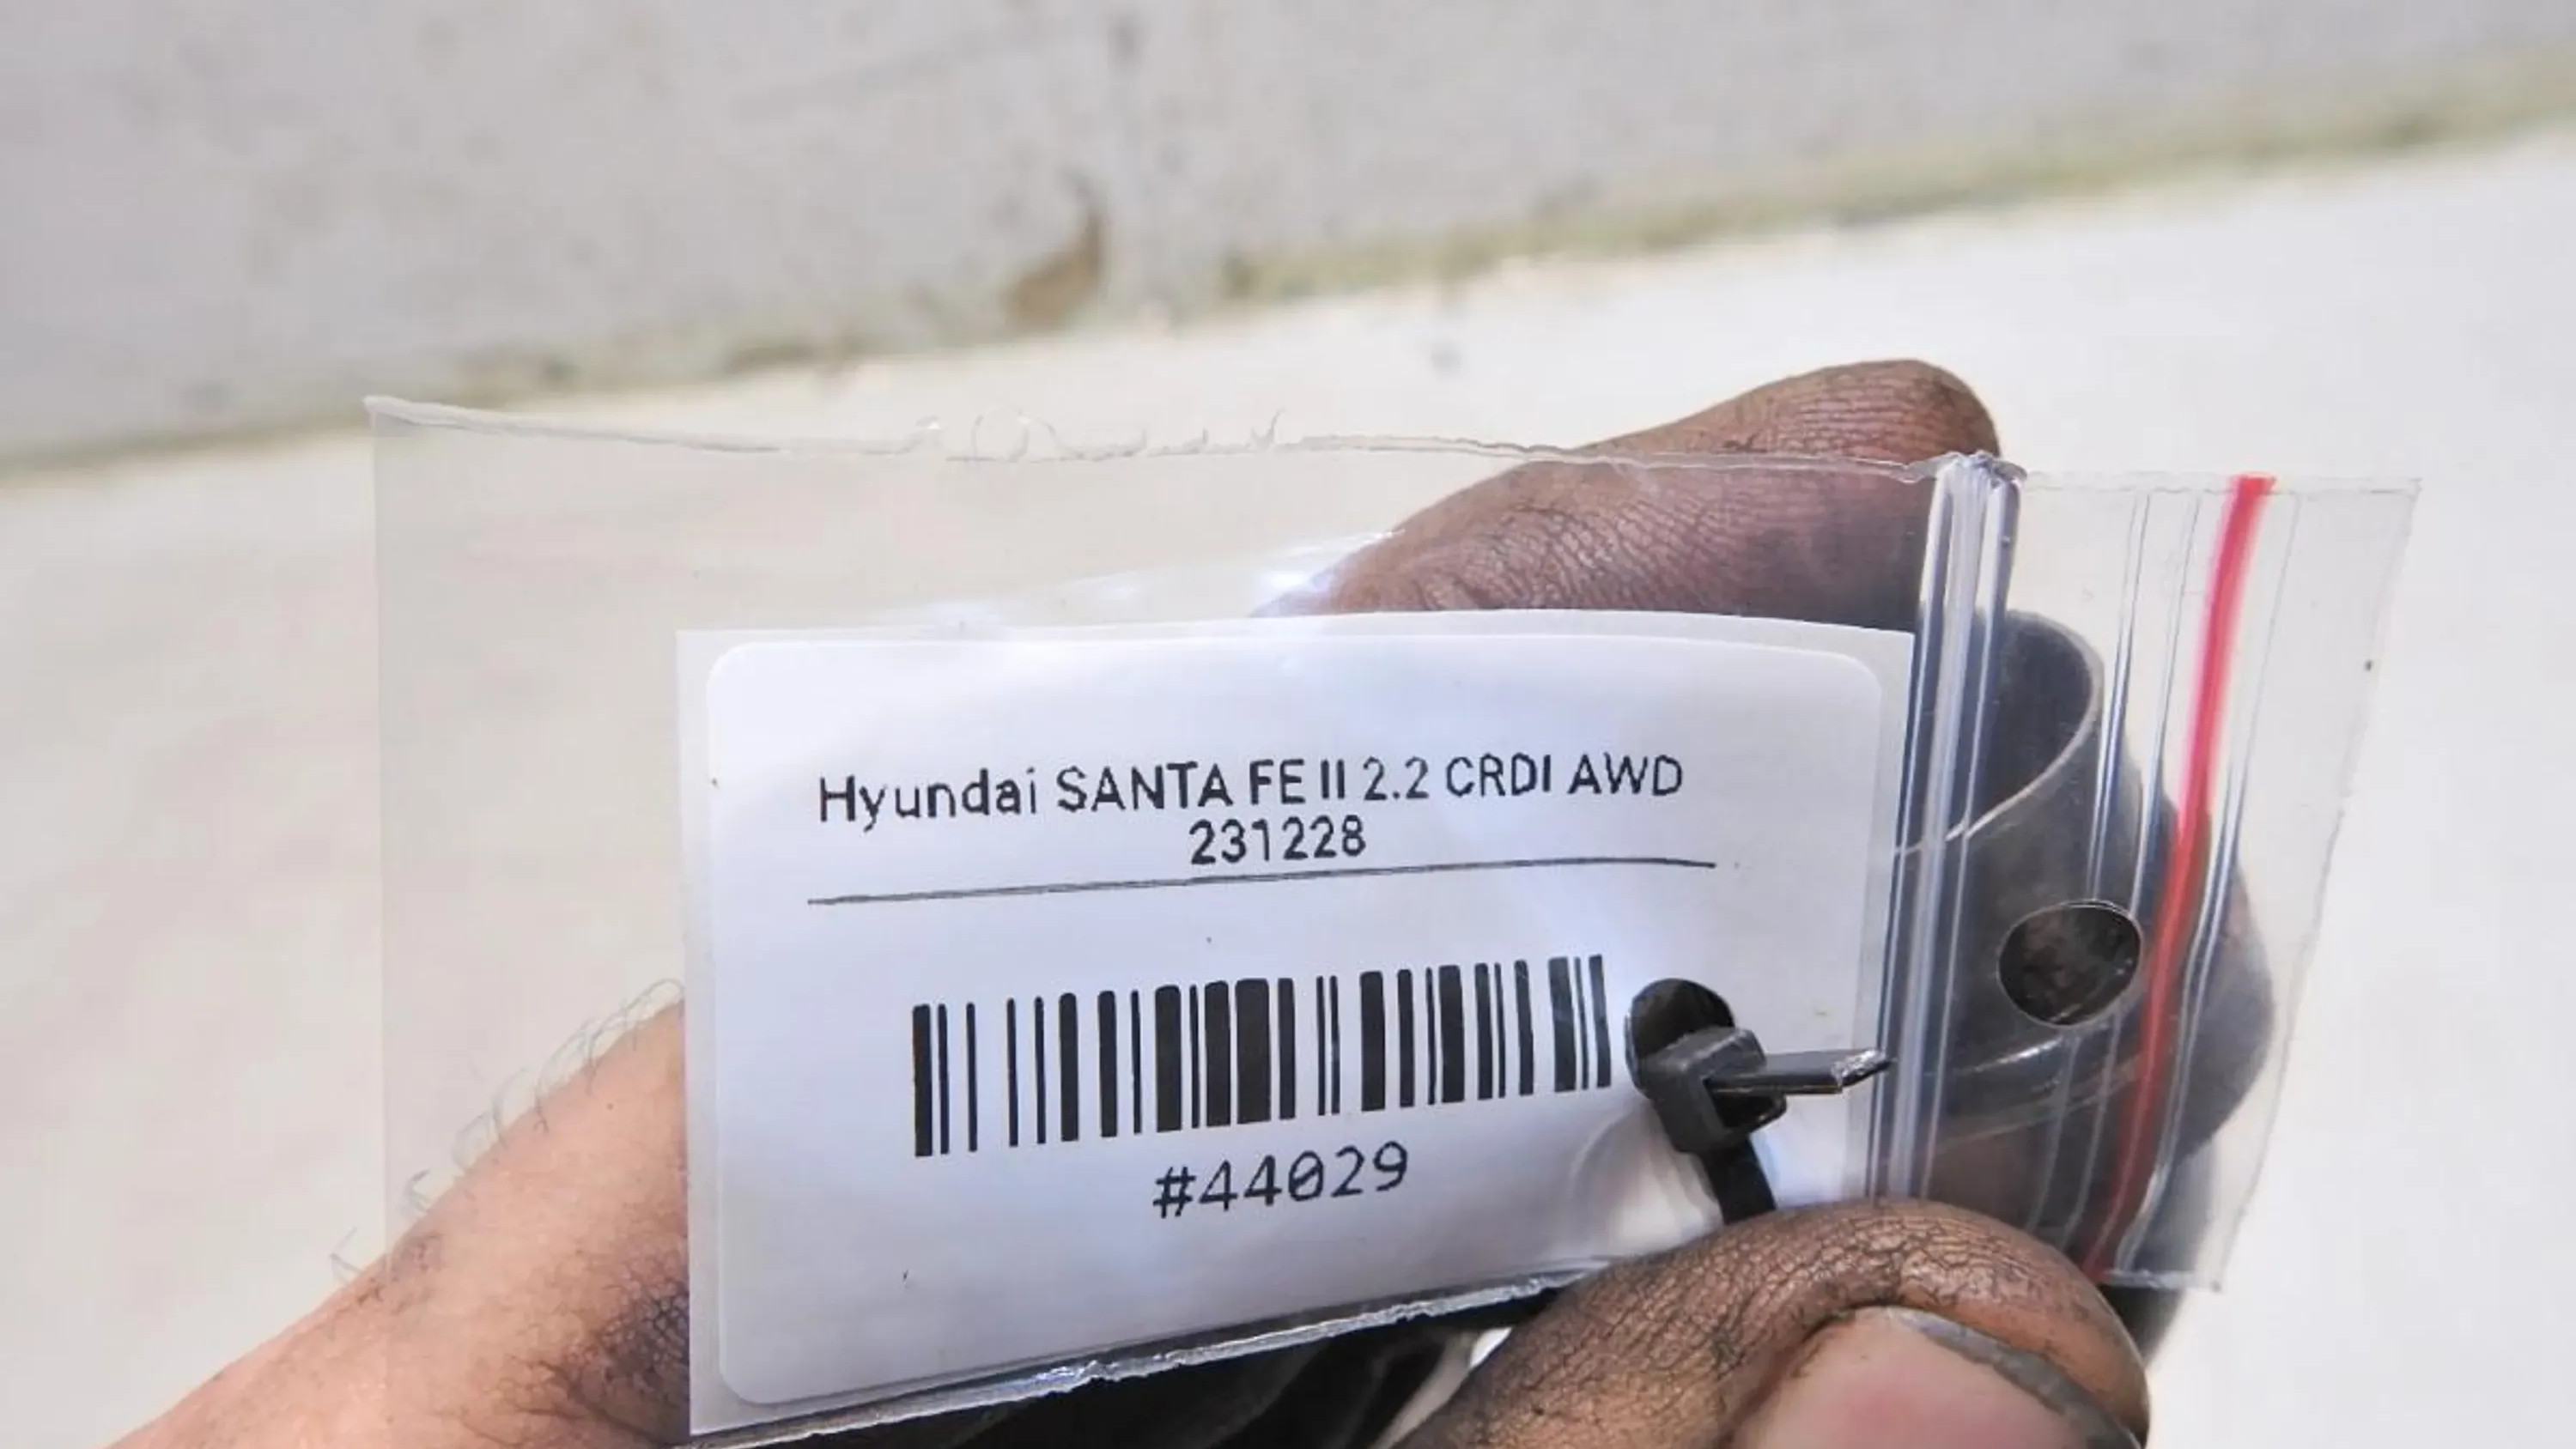 Hyundai SANTA FE II 2.2 CRDI AWD
231228
#44029